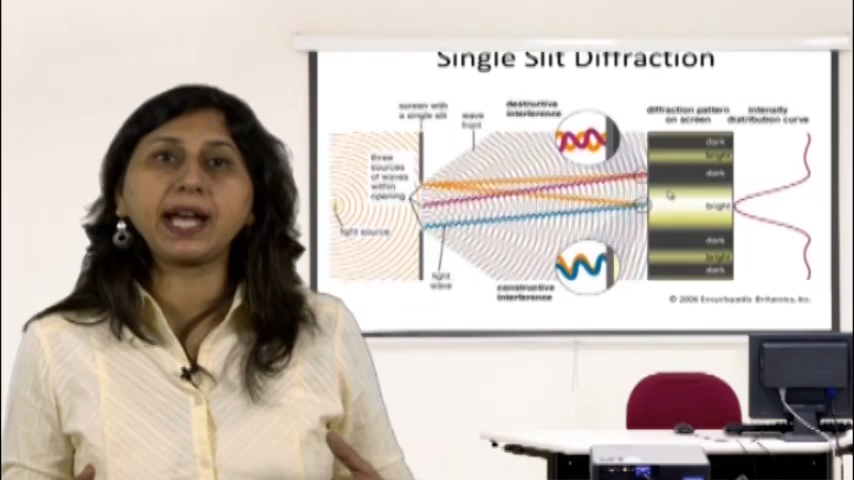 Single Slit Diffraction
screen with
a single slit
wave
front
destructive
interference
diffraction pattern
on screen
intensity
distribution curve
three
sources
of waves
within
opening
light source
light
wave
constructive
interference
dark
bright
dark
bright
dark
bright
dark
© 2006 Encyclopædia Britannica, Inc.